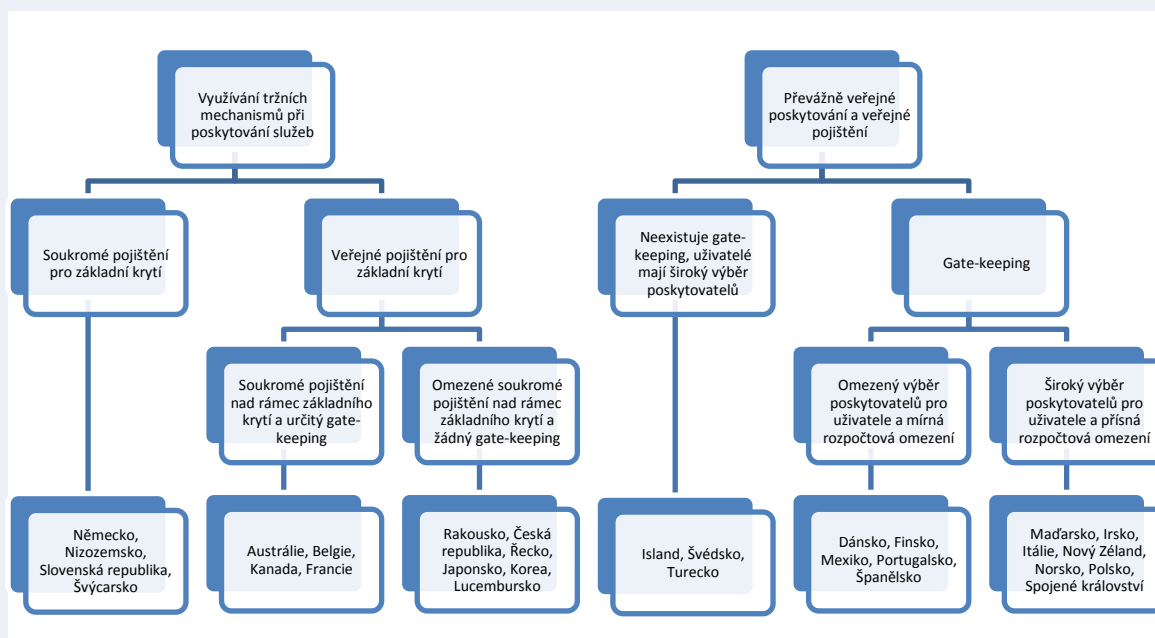 Využívání tržních
mechanismů při
poskytování služeb
Převážně veřejné
poskytování a veřejné
pojištění
Soukromé pojištění
pro základní krytí
Veřejné pojištění pro
základní krytí
Neexistuje gate-
keeping, uživatelé
mají široký výběr
poskytovatelů
Gate-keeping
Soukromé pojištění
nad rámec základního
krytí a určitý gate-
keeping
Omezené soukromé
pojištění nad rámec
základního krytí a
žádný gate-keeping
Omezený výběr
poskytovatelů pro
uživatele a mírná
rozpočtová omezení
Široký výběr
poskytovatelů pro
uživatele a přísná
rozpočtová omezení
Německo,
Nizozemsko,
Slovenská republika,
Švýcarsko
Austrálie, Belgie,
Kanada, Francie
Rakousko, Česká
republika, Řecko,
Japonsko, Korea,
Lucembursko
Island, Švédsko,
Turecko
Dánsko, Finsko,
Mexiko, Portugalsko,
Španělsko
Maďarsko, Irsko,
Itálie, Nový Zéland,
Norsko, Polsko,
Spojené království